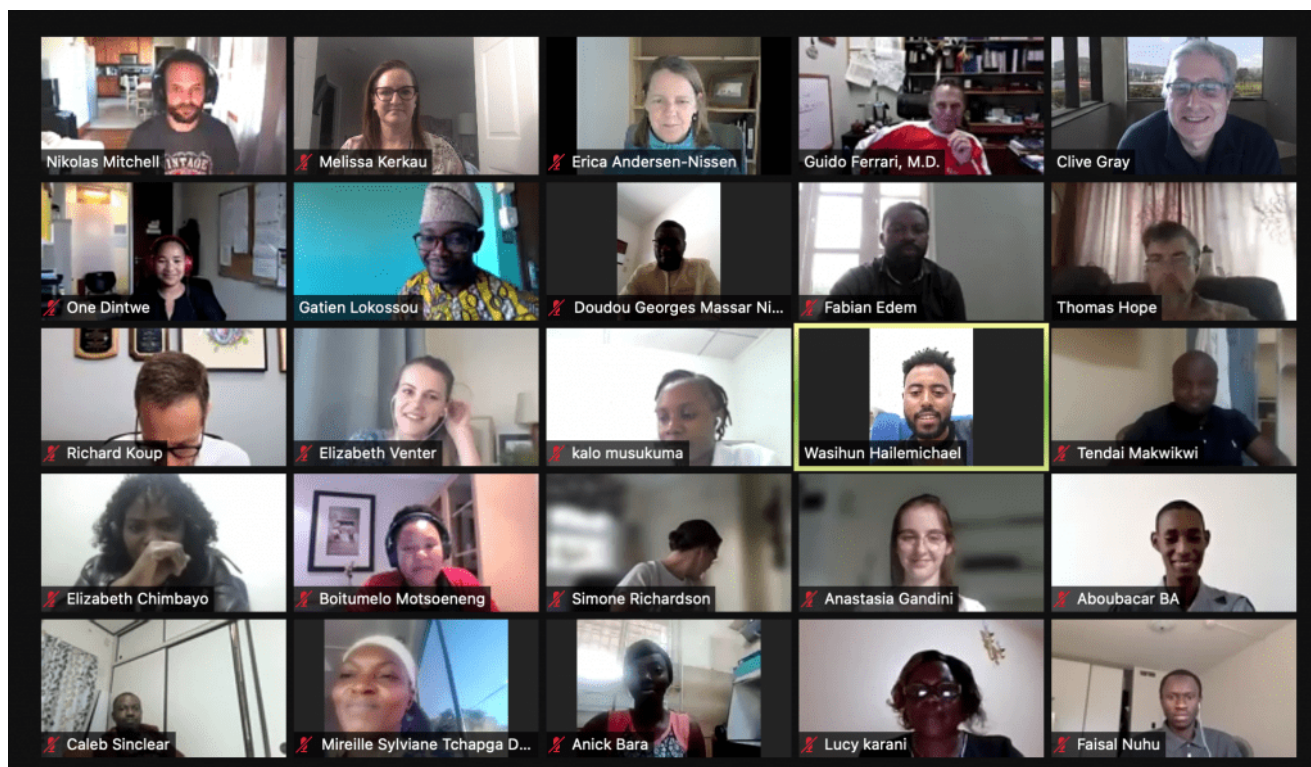 VINTAGE
Nikolas Mitchell
Melissa Kerkau
Erica Andersen-Nissen
Guido Ferrari, M.D.
Clive Gray
One Dintwe
Gatien Lokossou
Doudou Georges Massar Ni...
Fabian Edem
Thomas Hope
Richard Koup
Elizabeth Venter
kalo musukuma
Wasihun Hailemichael
Tendai Makwikwi
Elizabeth Chimbayo
Boitumelo Motsoeneng
Simone Richardson
Anastasia Gandini
Aboubacar BA
Caleb Sinclear
Mireille Sylviane Tchapga D...
Anick Bara
Lucy karani
Faisal Nuhu